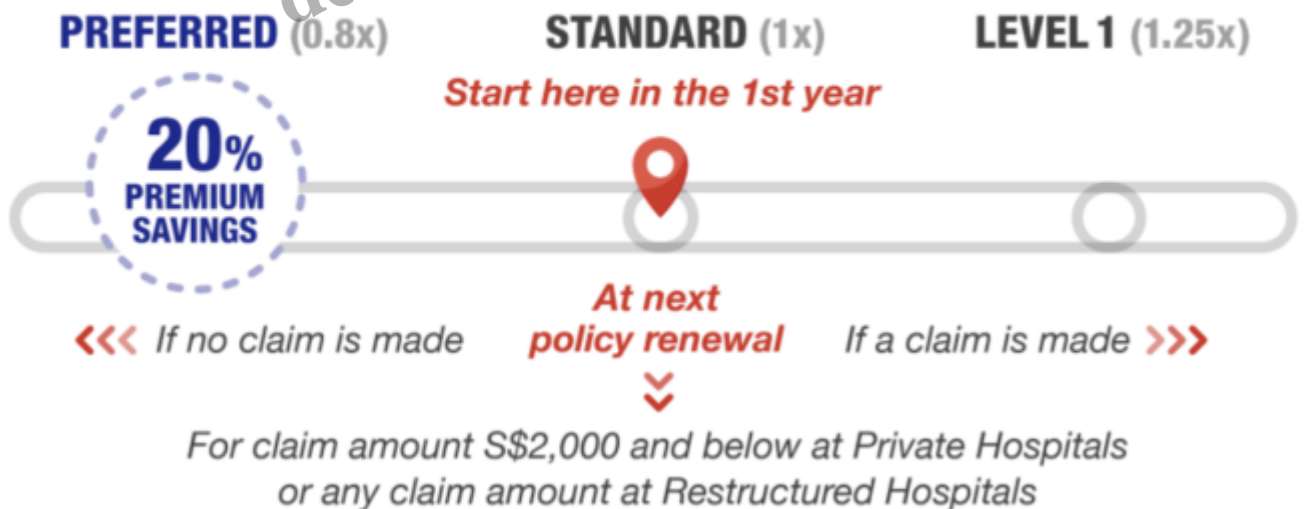 PREFERRED (0.8x) STANDARD (1x) LEVEL 1 (1.25x)
Start here in the 1st year
20%
PREMIUM
SAVINGS
At next
policy renewal
If no claim is made
If a claim is made
For claim amount S$2,000 and below at Private Hospitals
or any claim amount at Restructured Hospitals